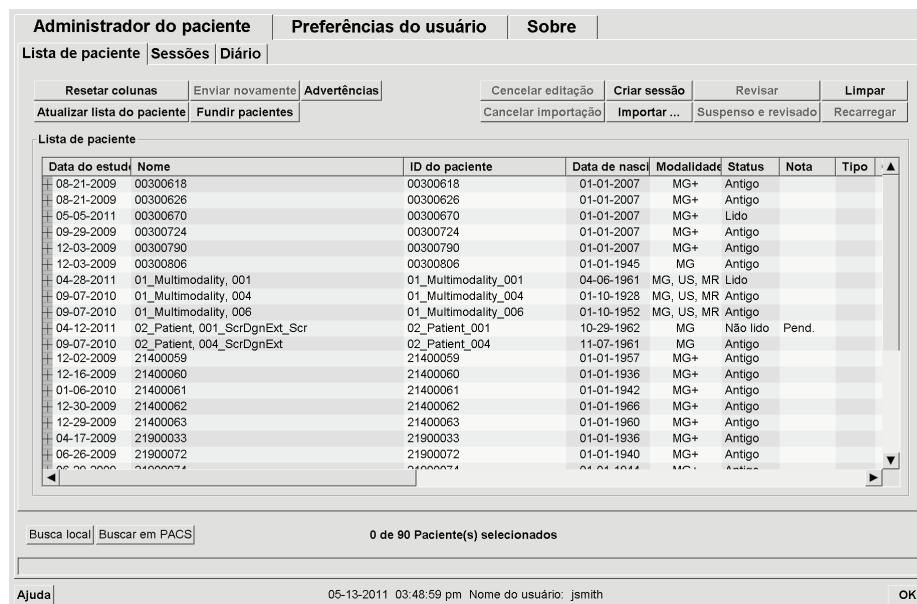 Administrador do paciente Preferências do usuário Sobre
Lista de paciente Sessões Diário
Resetar colunas Enviar novamente Advertências Cencelar editação Criar sessão Revisar Limpar
Atualizar lista do paciente Fundir pacientes Cancelar importação Importar ... Suspenso e revisado Recarregar
Lista de paciente
Data do estudo Nome ID do paciente Data de nasci Modalidade Status Nota Tipo
08-21-2009 00300618 00300618 01-01-2007 MG+ Antigo
08-21-2009 00300626 00300626 01-01-2007 MG+ Antigo
05-05-2011 00300670 00300670 01-01-2007 MG+ Lido
09-29-2009 00300724 00300724 01-01-2007 MG+ Antigo
12-03-2009 00300790 00300790 01-01-2007 MG+ Antigo
12-03-2009 00300806 00300806 01-01-1945 MG Antigo
04-28-2011 01_Multimodality, 001 01_Multimodality_001 04-06-1961 MG, US, MR Lido
09-07-2010 01_Multimodality, 004 01_Multimodality_004 01-10-1928 MG, US, MR Antigo
09-07-2010 01_Multimodality, 006 01_Multimodality_006 01-10-1952 MG, US, MR Antigo
04-12-2011 02_Patient, 001_ScrDgnExt_Scr 02_Patient_001 10-29-1962 MG Não lido Pend.
09-07-2010 02_Patient, 004_ScrDgnExt 02_Patient_004 11-07-1961 MG Antigo
12-02-2009 21400059 21400059 01-01-1957 MG+ Antigo
12-16-2009 21400060 21400060 01-01-1936 MG+ Antigo
01-06-2010 21400061 21400061 01-01-1942 MG+ Antigo
12-30-2009 21400062 21400062 01-01-1966 MG+ Antigo
12-29-2009 21400063 21400063 01-01-1960 MG+ Antigo
04-17-2009 21900033 21900033 01-01-1936 MG+ Antigo
06-26-2009 21900072 21900072 01-01-1940 MG+ Antigo
Busca local Buscar em PACS 0 de 90 Paciente(s) selecionados
Ajuda 05-13-2011 03:48:59 pm Nome do usuário: jsmith OK